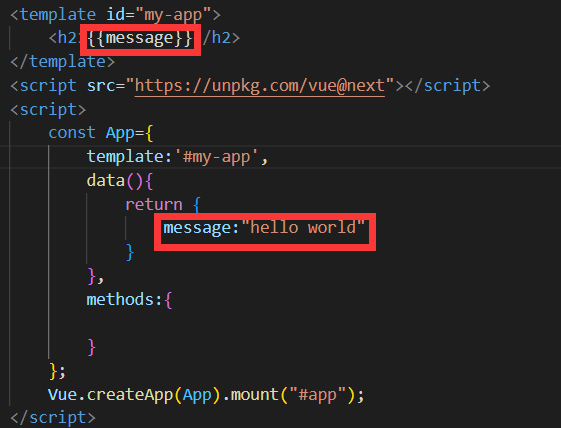 <template id="my-app">
<h2>{{message}}</h2>
</template>
<script src="https://unpkg.com/vue@next"></script>
<script>
const App={
template:'#my-app',
data(){
return {
message:"hello world"
}
},
methods:{
}
};
Vue.createApp(App).mount("#app");
</script>